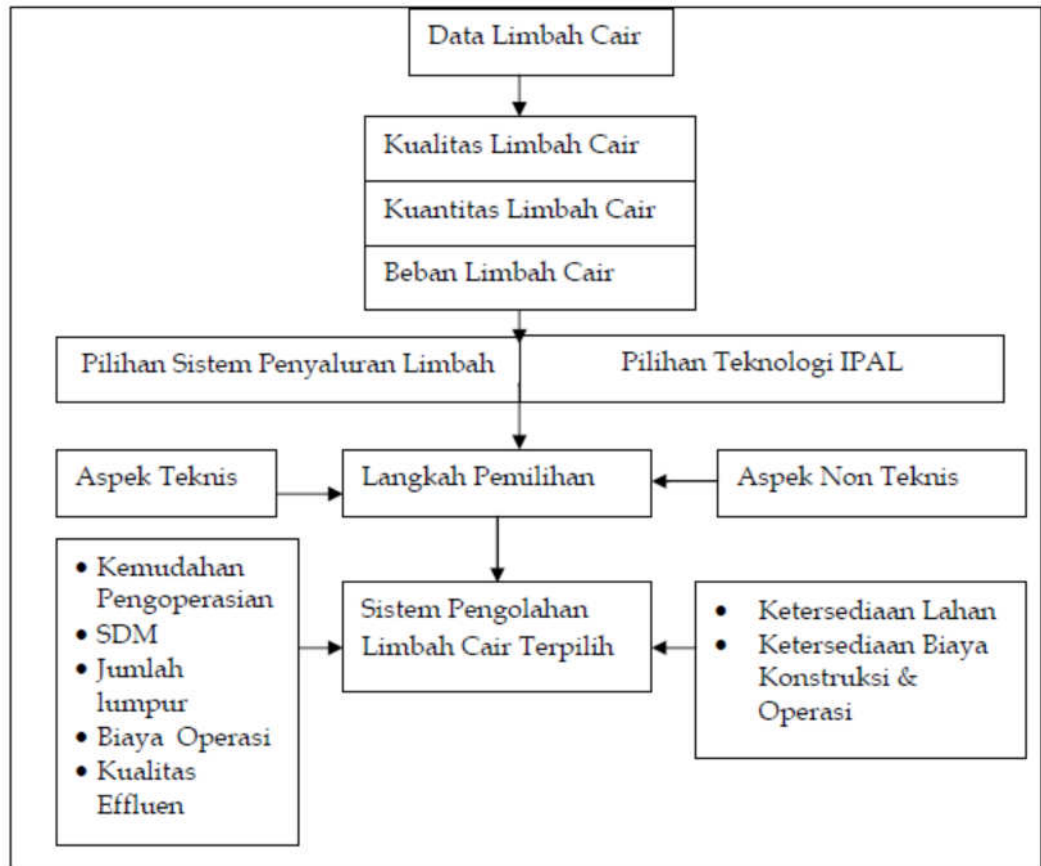 Data Limbah Cair
Kualitas Limbah Cair
Kuantitas Limbah Cair
Beban Limbah Cair
Pilihan Sistem Penyaluran Limbah
Pilihan Teknologi IPAL
Aspek Teknis
Langkah Pemilihan
Aspek Non Teknis
• Kemudahan
Pengoperasian
• SDM
• Jumlah
lumpur
• Biaya Operasi
• Kualitas
Effluen
Sistem Pengolahan
Limbah Cair Terpilih
• Ketersediaan Lahan
• Ketersediaan Biaya
Konstruksi &
Operasi